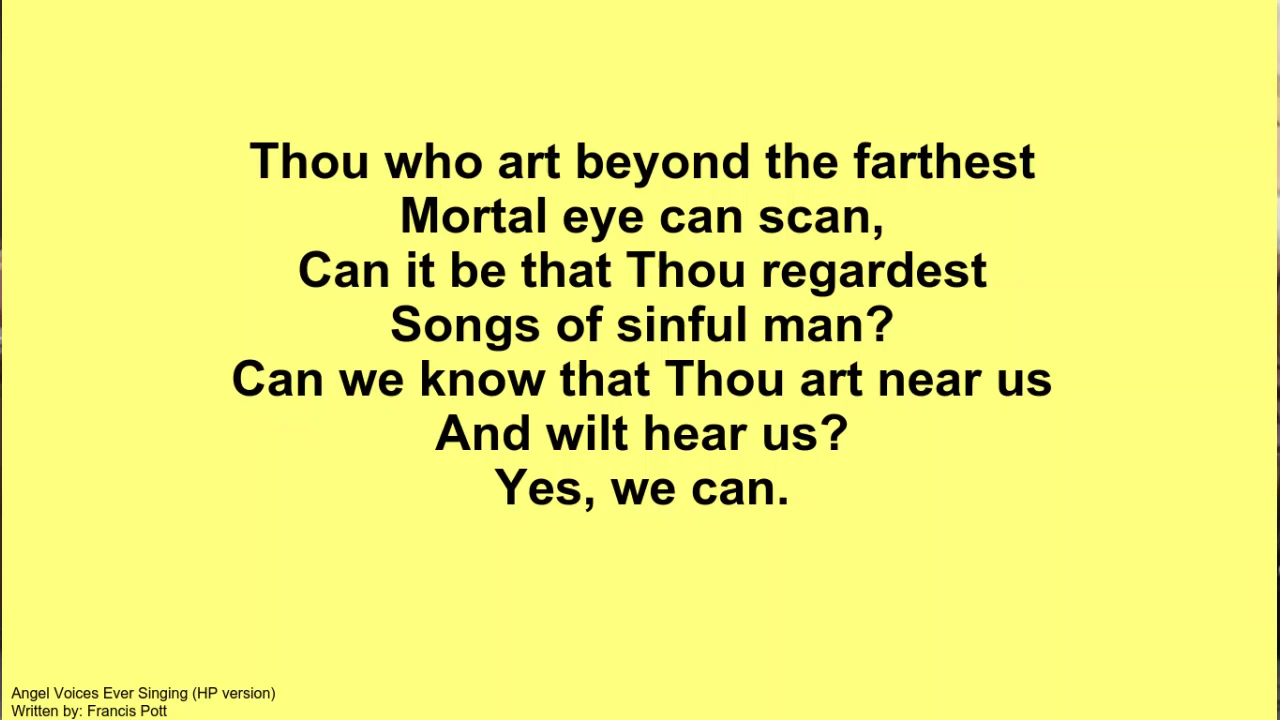 Thou who art beyond the farthest
Mortal eye can scan,
Can it be that Thou regardest
Songs of sinful man?
Can we know that Thou art near us
And wilt hear us?
Yes, we can.
Angel Voices Ever Singing (HP version)
Written by: Francis Pott